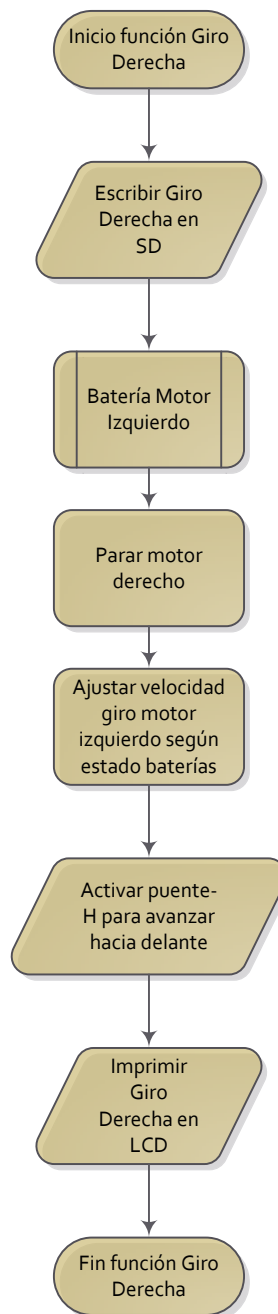 Inicio función Giro
Derecha
Escribir Giro
Derecha en
SD
Batería Motor
Izquierdo
Parar motor
derecho
Ajustar velocidad
giro motor
izquierdo según
estado baterías
Activar puente-
H para avanzar
hacia delante
Imprimir
Giro
Derecha en
LCD
Fin función Giro
Derecha